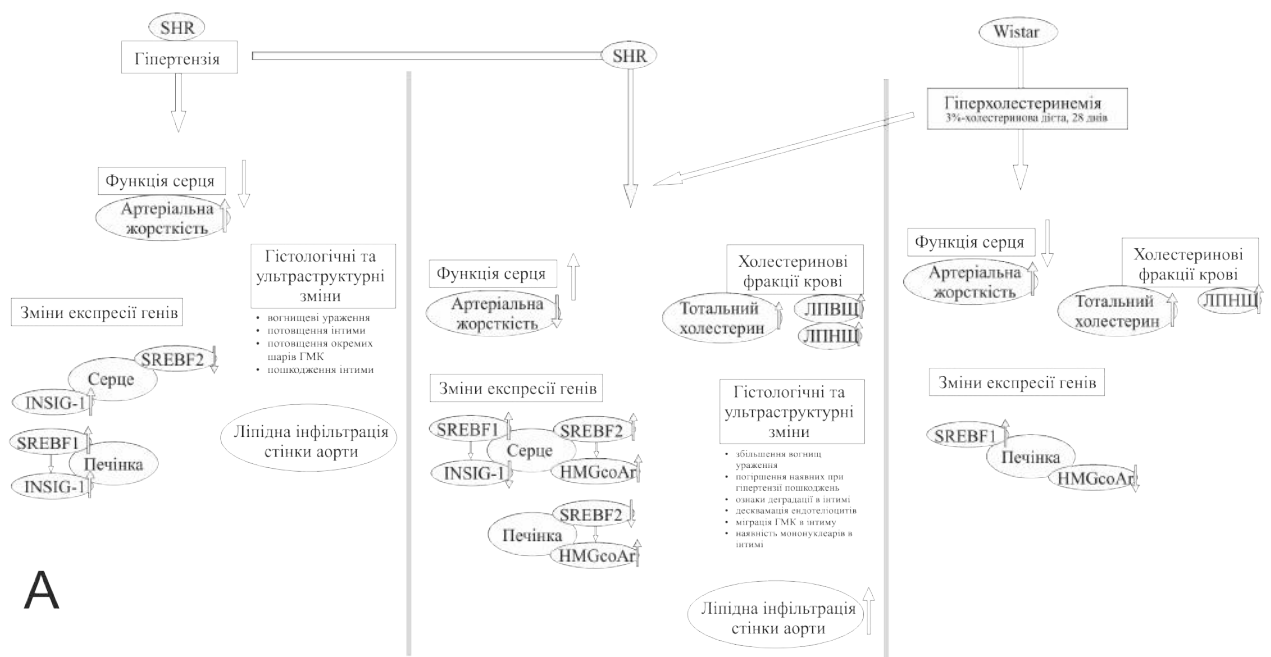 SHR
Гіпертензія
Функція серця
Артеріальна
жорсткість
Гістологічні та
ультраструктурні
зміни
• вогнищеві ураження
• потовщення інтими
• потовщення окремих
шарів ГМК
• пошкодження інтими
Зміни експресії генів
SREBF2
Серце
INSIG-1
SREBF1
Печінка
INSIG-1
Ліпідна інфільтрація
стінки аорти
A
SHR
Функція серця
Артеріальна
жорсткість
Холестеринові
фракції крові
Тотальний
холестерин
ЛПВЩ
ЛПНЩ
Зміни експресії генів
SREBF1
SREBF2
Серце
INSIG-1
HMGcoAr
SREBF2
Печінка
HMGcoAr
Гістологічні та
ультраструктурні
зміни
• збільшення вогнищ
ураження
• погіршення наявних при
гіпертензії пошкоджень
• ознаки деградації в інтимі
• десквамація ендотеліоцитів
• міграція ГМК в інтиму
• наявність мононуклеарів в
інтимі
Ліпідна інфільтрація
стінки аорти
Wistar
Гіперхолестеринемія
3%-холестеринова дієта, 28 днів
Функція серця
Артеріальна
жорсткість
Холестеринові
фракції крові
Тотальний
холестерин
ЛПНЩ
Зміни експресії генів
SREBF1
Печінка
HMGcoAr